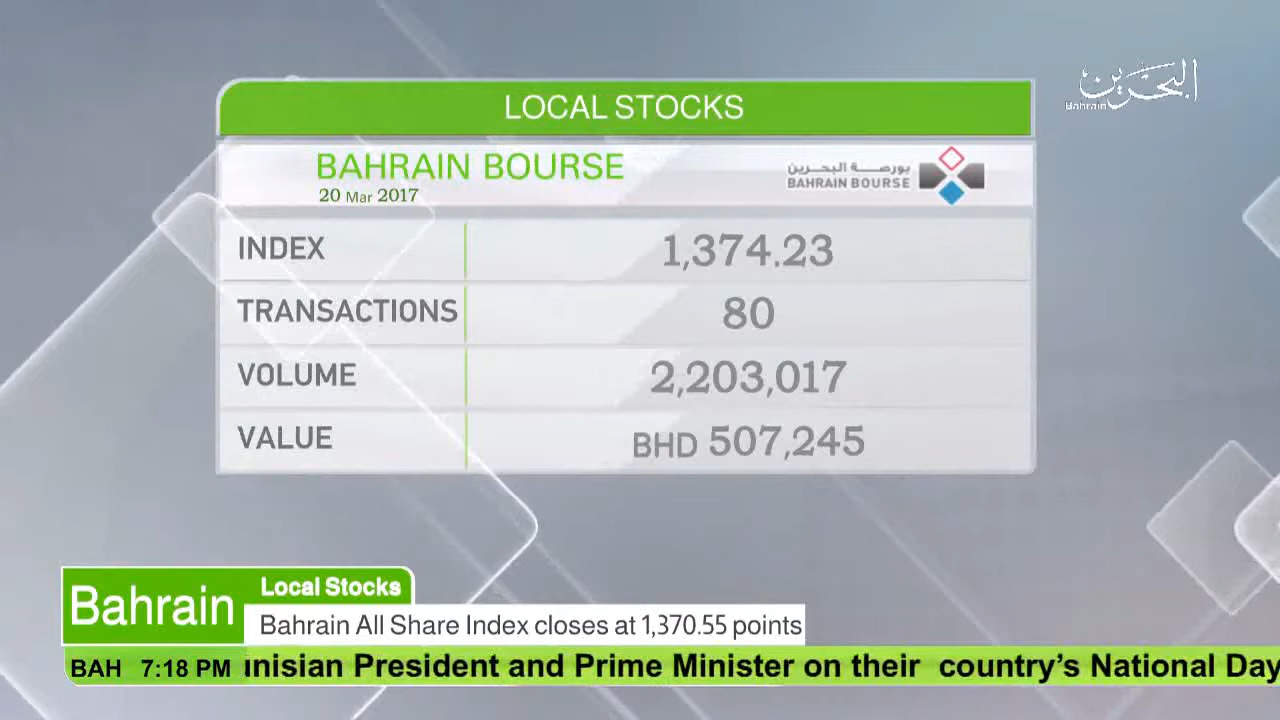 البحرين
Bahrain
LOCAL STOCKS
BAHRAIN BOURSE
20 Mar 2017
بورصة البحرين
BAHRAIN BOURSE
INDEX 1,374.23
TRANSACTIONS 80
VOLUME 2,203,017
VALUE BHD 507,245
Local Stocks
Bahrain
Bahrain All Share Index closes at 1,370.55 points
BAH 7:18 PM unisian President and Prime Minister on their country’s National Day